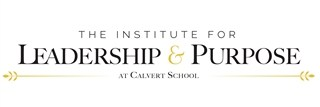 THE INSTITUTE FOR
LEADERSHIP & PURPOSE
AT CALVERT SCHOOL